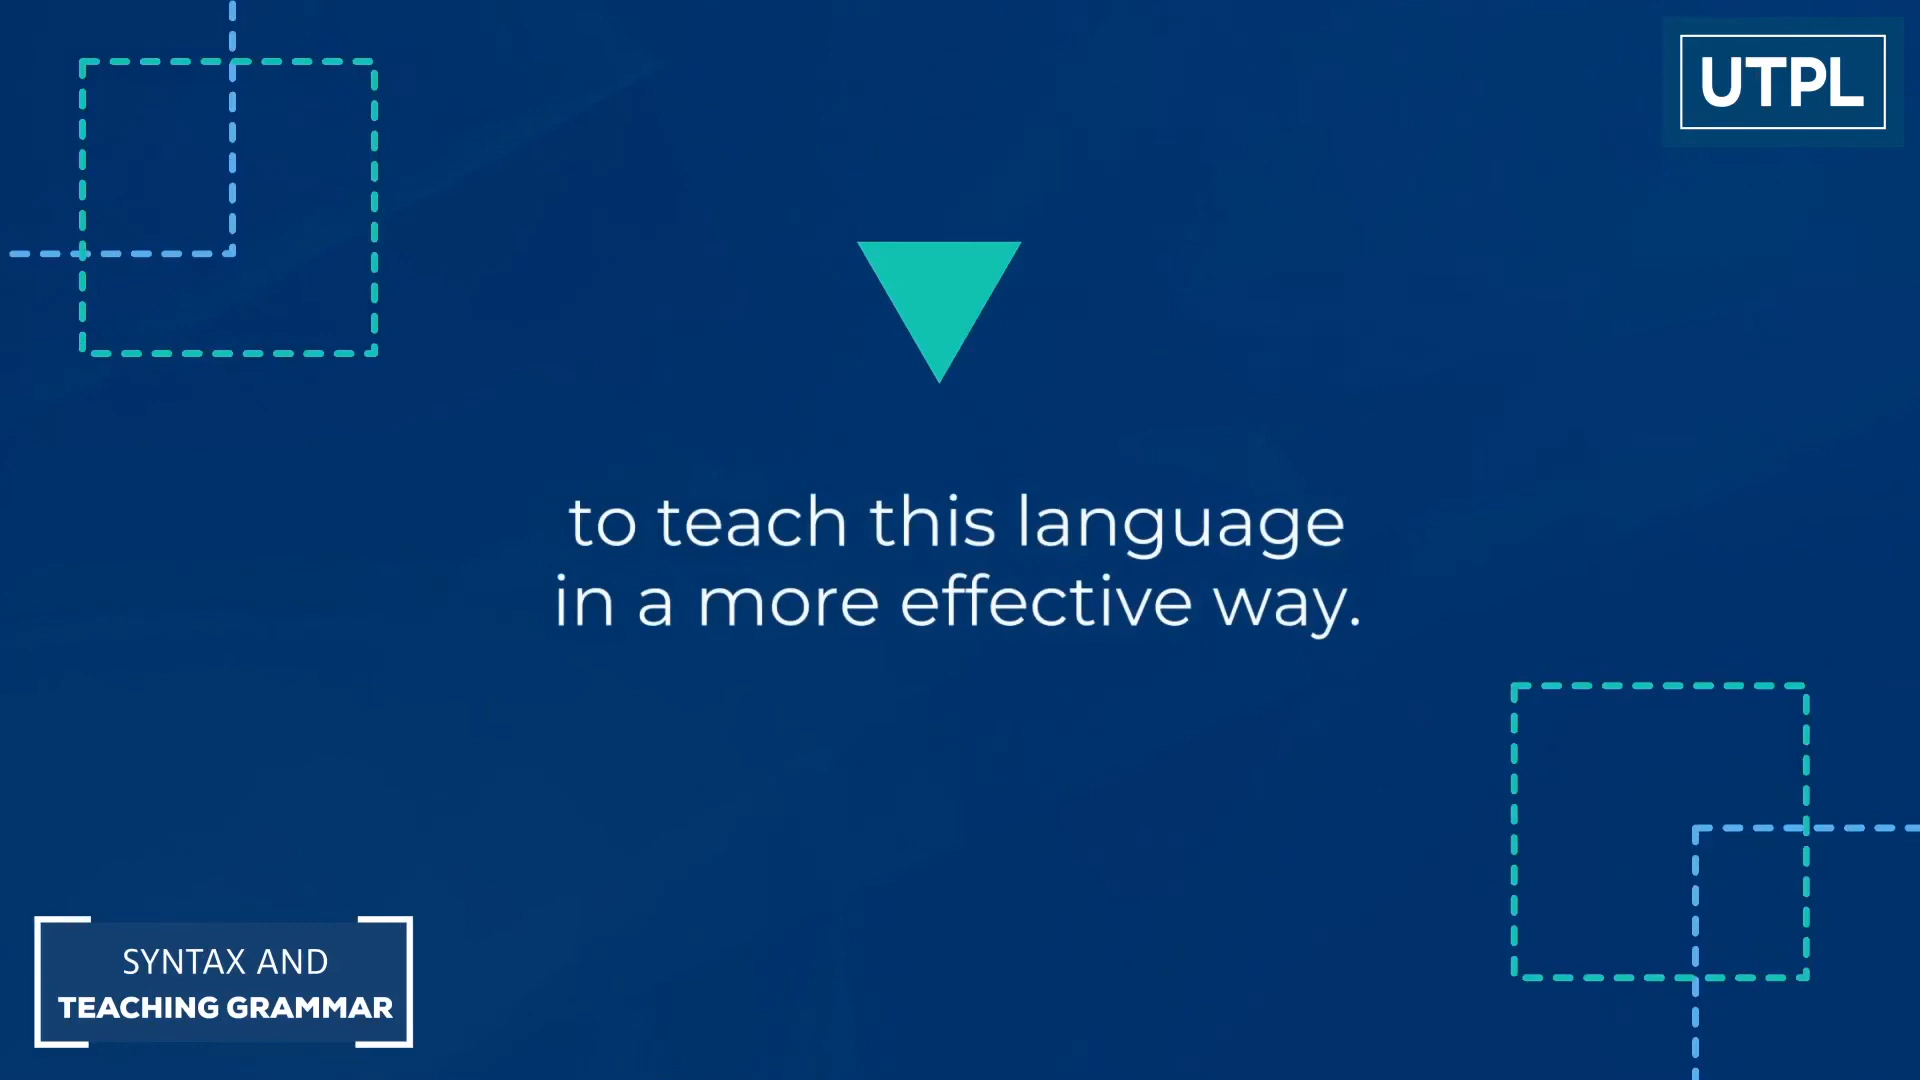 UTPL
to teach this language
in a more effective way.
SYNTAX AND
TEACHING GRAMMAR